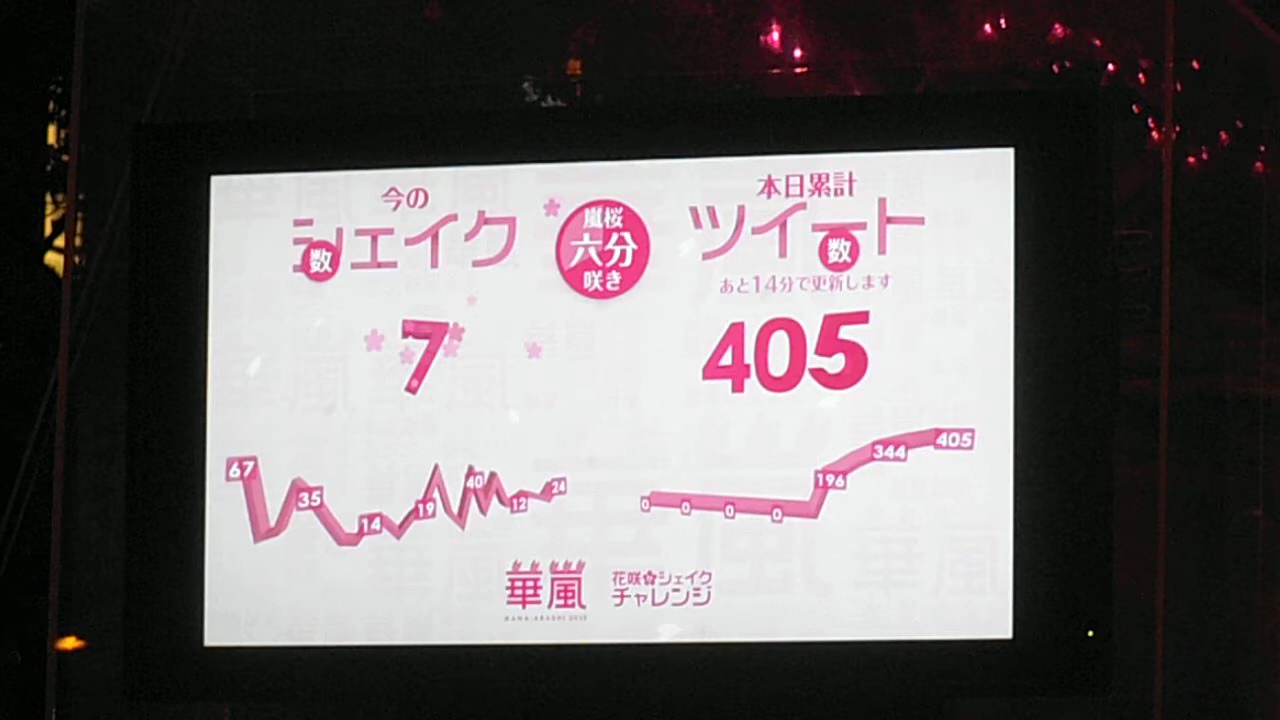 今の
シェイク
数
嵐桜
六分
咲き
本日累計
ツイート
数
あと14分で更新します
7
405
67
35
14
19
40
12
24
0
0
0
0
196
344
405
華嵐
花咲シェイク
チャレンジ